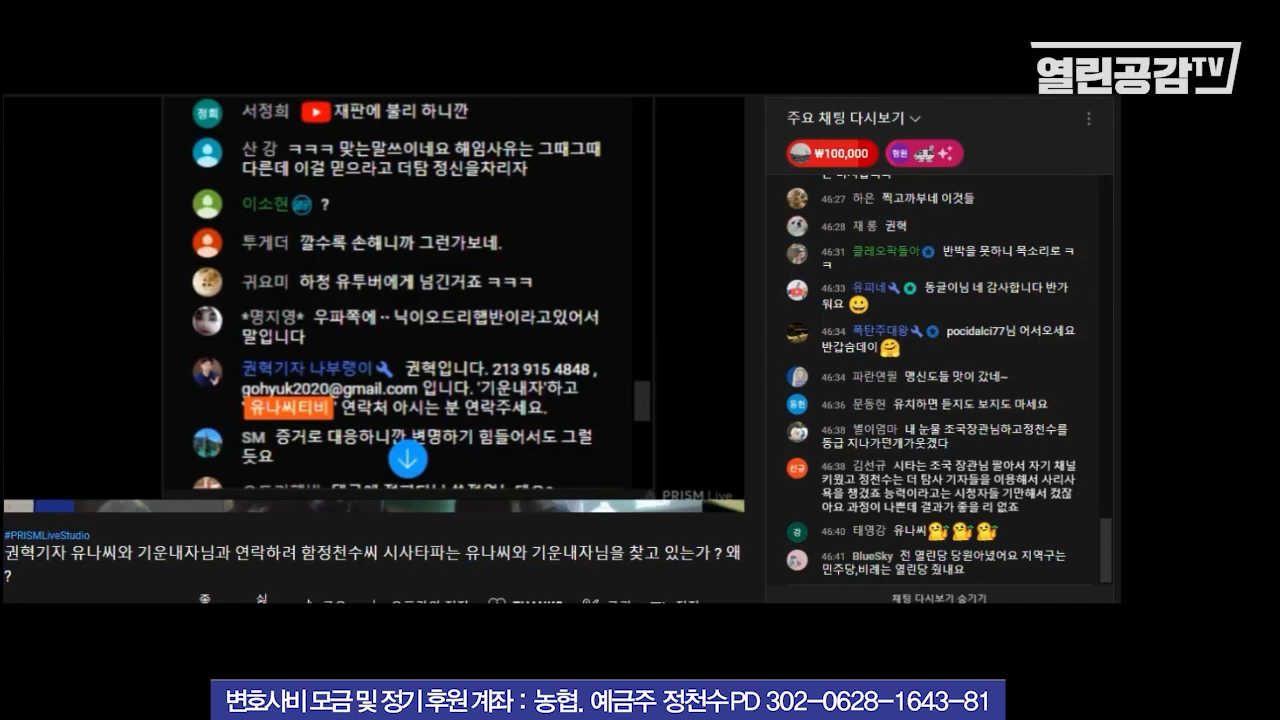 열린공감TV
정희 서정희 재판에 불리 하니깐
산 강 ㅋㅋㅋ 맞는말쓰이네요 해임사유는 그때그때
다른데 이걸 믿으라고 더탐 정신을차리자
이소현 ?
투게더 깔수록 손해니까 그런가보네.
귀요미 하청 유투버에게 넘긴거죠 ㅋㅋㅋ
*명지영* 우파쪽에 ·· 닉이오드리햅반이라고있어서
말입니다
권혁기자 나부랭이 권혁입니다. 213 915 4848 ,
gohyuk2020@gmail.com 입니다. '기운내자'하고
' 유나씨티비 ' 연락처 아시는 분 연락주세요.
SM 증거로 대응하니깐 변명하기 힘들어서도 그럴
듯요
PRISM Live
#PRISMLiveStudio
권혁기자 유나씨와 기운내자님과 연락하려 함정천수씨 시사타파는 유나씨와 기운내자님을 찾고 있는가 ? 왜
?
주요 채팅 다시보기
₩100,000 형원
46:27 하은 찍고까부네 이것들
46:28 재 롱 권혁
46:31 클레오팍돌아 반박을 못하니 목소리로 ㅋ
ㅋ
46:33 유피네 동글이님 네 감사합니다 반가
워요
46:34 폭탄주대왕 pocidalci77님 어서오세요
반갑슴데이
46:34 파란연필 맹신도들 맛이 갔네~
동현 46:36 문동현 유치하면 듣지도 보지도 마세요
46:38 별이엄마 내 눈물 조국장관님하고정천수를
동급 지나가던개가웃겠다
신규 46:38 김선규 시타는 조국 장관님 팔아서 자기 채널
키웠고 정천수는 더 탐사 기자들을 이용해서 사리사
욕을 챙겼죠 능력이라고는 시청자들 기만해서 컸잖
아요 과정이 나쁜데 결과가 좋을 리 없죠
강 46:40 태영강 유나씨
46:41 BlueSky 전 열린당 당원아녔어요 지역구는
민주당,비례는 열린당 줬내요
채팅 다시보기 숨기기
변호사비 모금 및 정기 후원 계좌 : 농협. 예금주 정천수PD 302-0628-1643-81